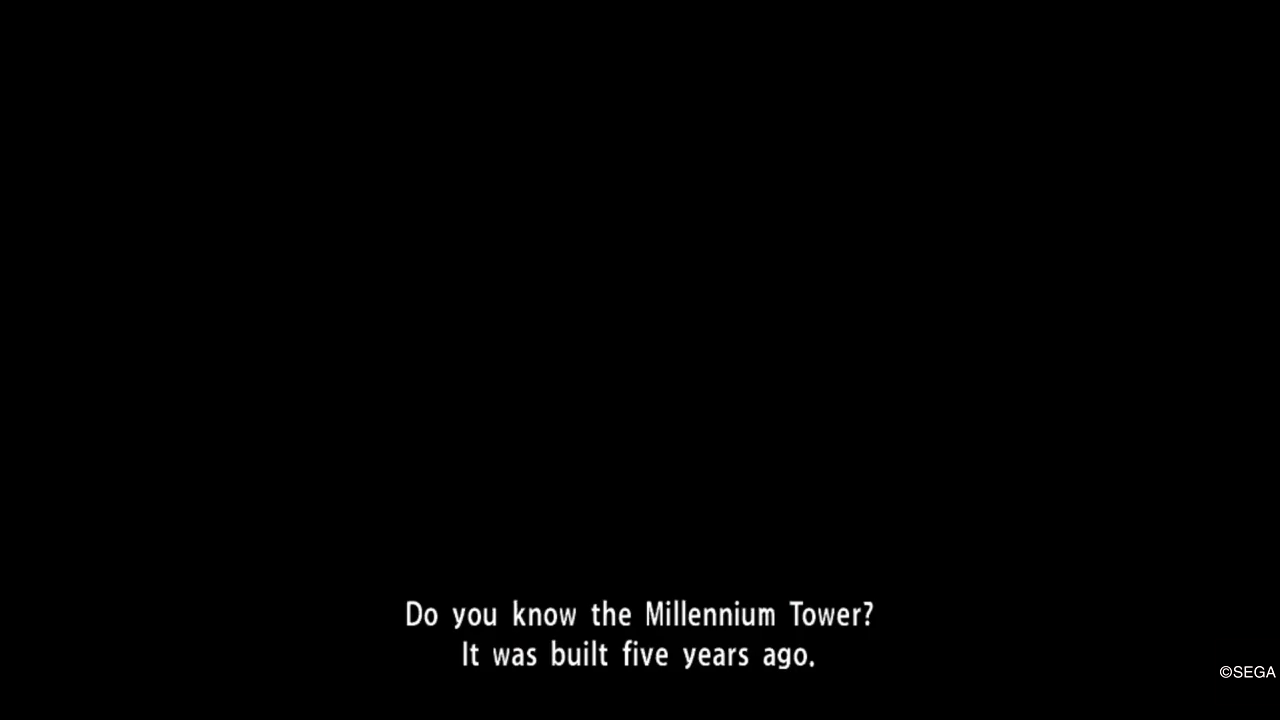 Do you know the Millennium Tower?
It was built five years ago.
©SEGA